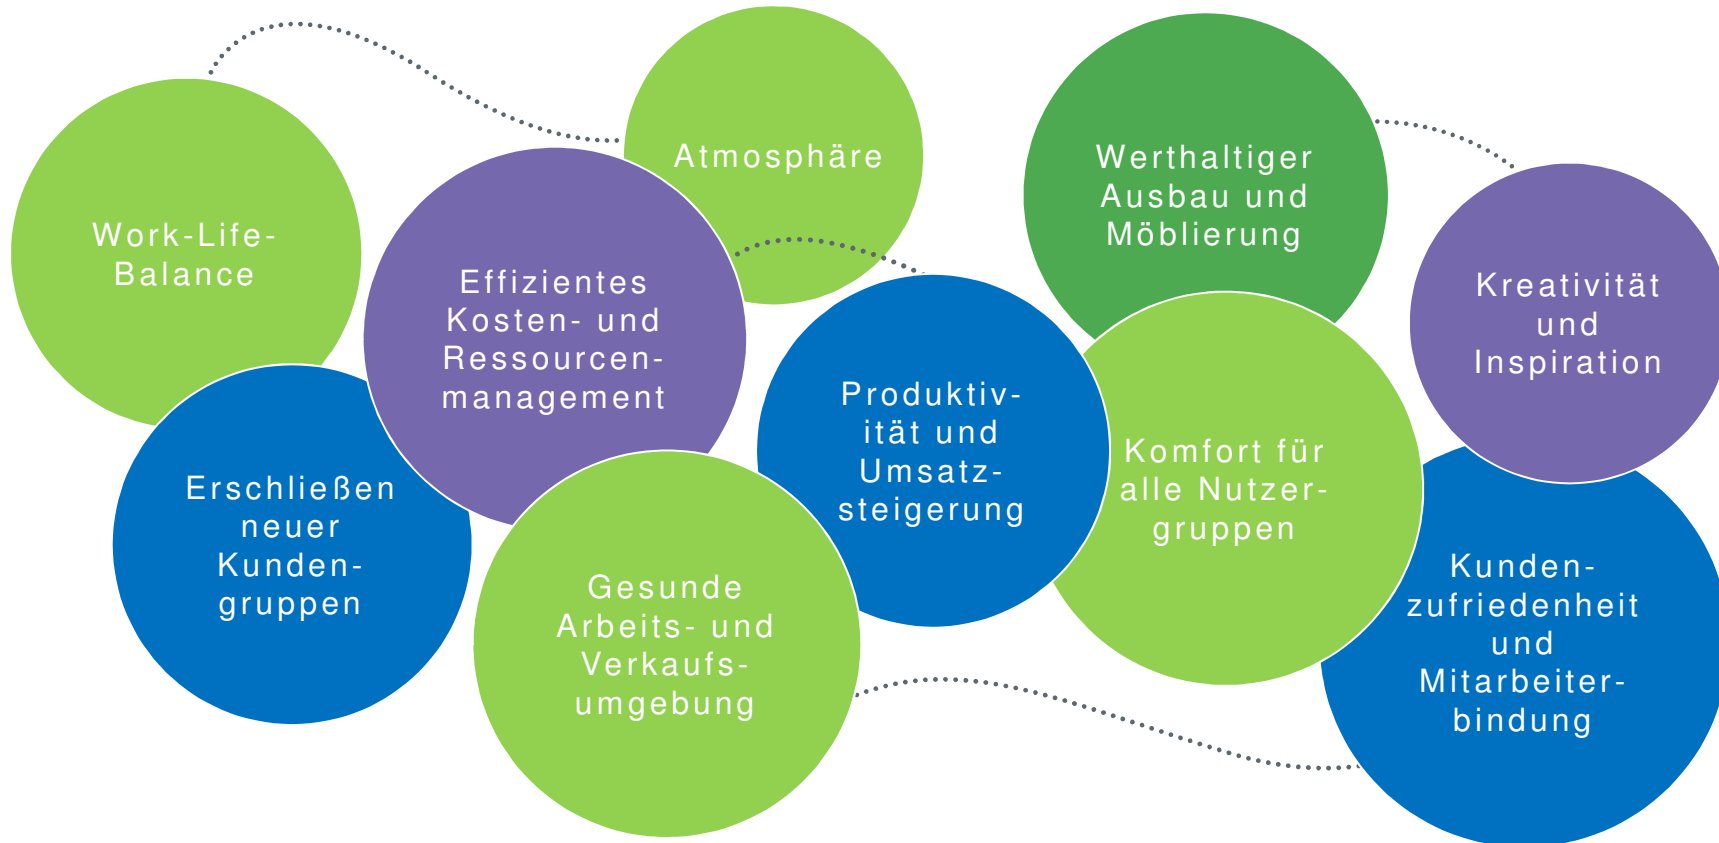 Work-Life-
Balance
Atmosphäre
Effizientes
Kosten- und
Ressourcen-
management
Werthaltiger
Ausbau und
Möblierung
Kreativität
und
Inspiration
Erschließen
neuer
Kunden-
gruppen
Produktiv-
ität und
Umsatz-
steigerung
Komfort für
alle Nutzer-
gruppen
Gesunde
Arbeits- und
Verkaufs-
umgebung
Kunden-
zufriedenheit
und
Mitarbeiter-
bindung